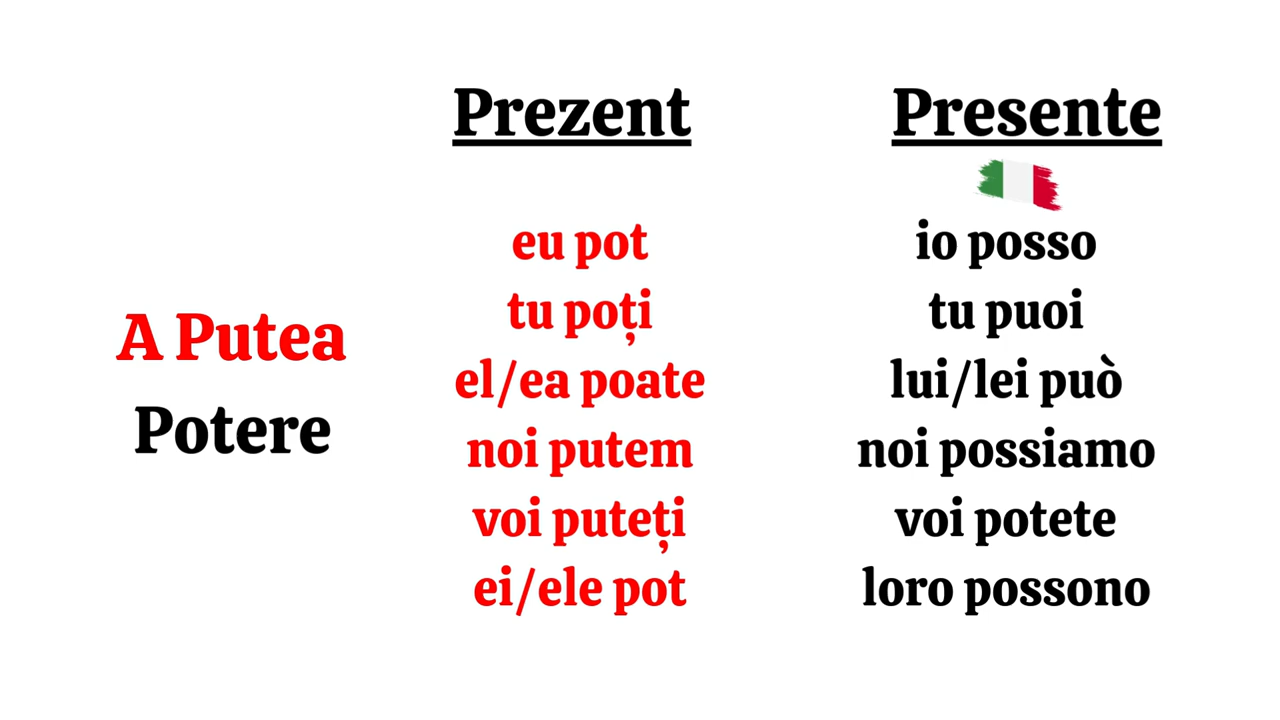 Prezent
Presente
A Putea
Potere
eu pot
tu poți
el/ea poate
noi putem
voi puteți
ei/ele pot
io posso
tu puoi
lui/lei può
noi possiamo
voi potete
loro possono